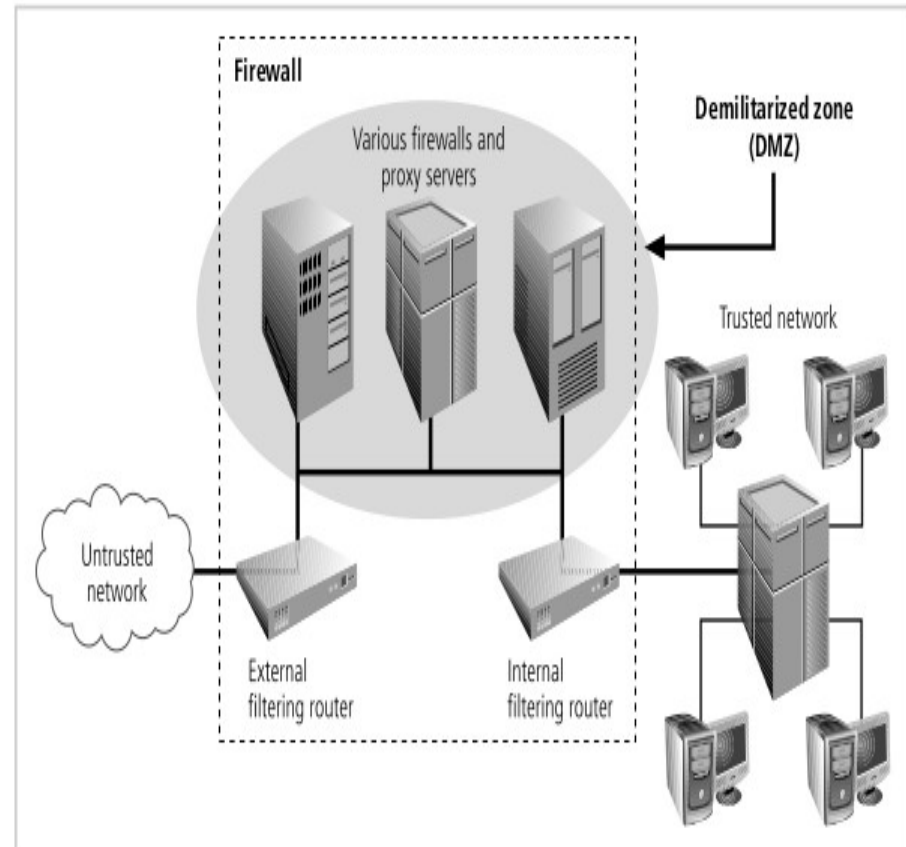 Firewall
Various firewalls and
proxy servers
Demilitarized zone
(DMZ)
Trusted network
Untrusted
network
External
filtering router
Internal
filtering router